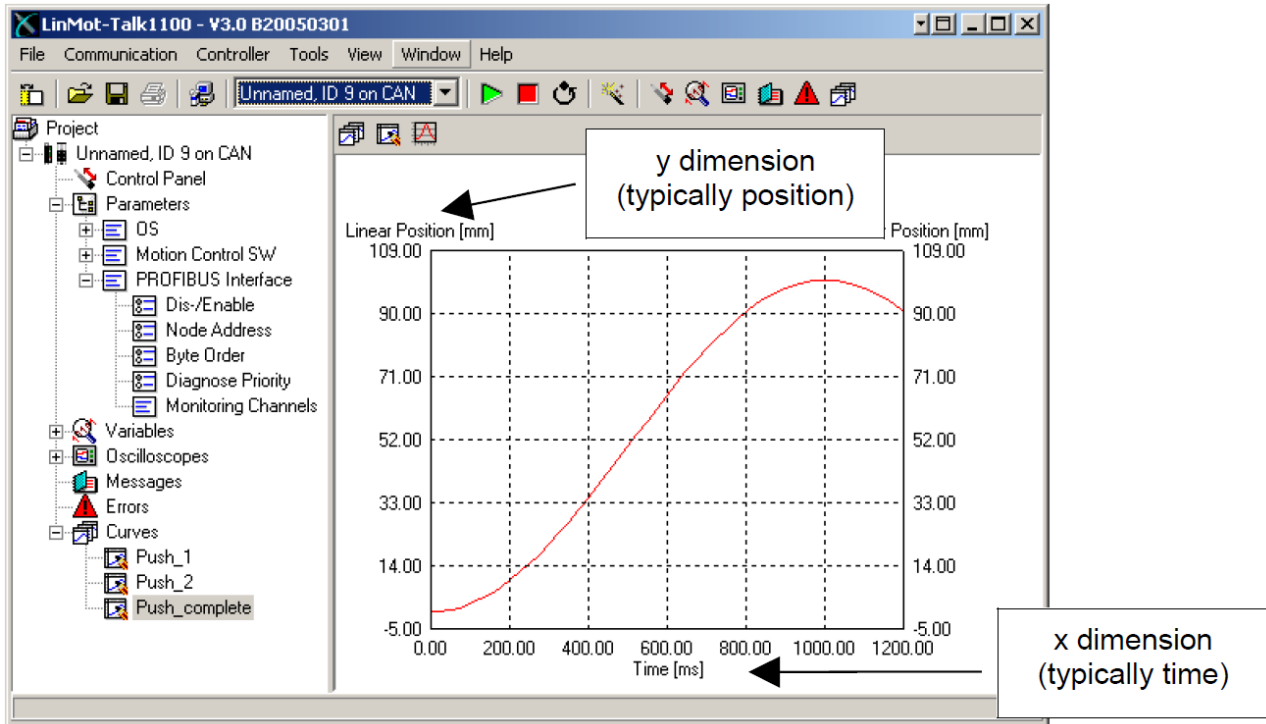 LinMot-Talk1100 - V3.0 B20050301
File Communication Controller Tools View Window Help
Unnamed, ID 9 on CAN
Project
Unnamed, ID 9 on CAN
Control Panel
Parameters
OS
Motion Control SW
PROFIBUS Interface
Dis-/Enable
Node Address
Byte Order
Diagnose Priority
Monitoring Channels
Variables
Oscilloscopes
Messages
Errors
Curves
Push_1
Push_2
Push_complete
y dimension
(typically position)
Linear Position [mm]
Position [mm]
109.00 109.00
90.00 90.00
71.00 71.00
52.00 52.00
33.00 33.00
14.00 14.00
-5.00 -5.00
0.00 200.00 400.00 600.00 800.00 1000.00 1200.00
Time [ms]
x dimension
(typically time)